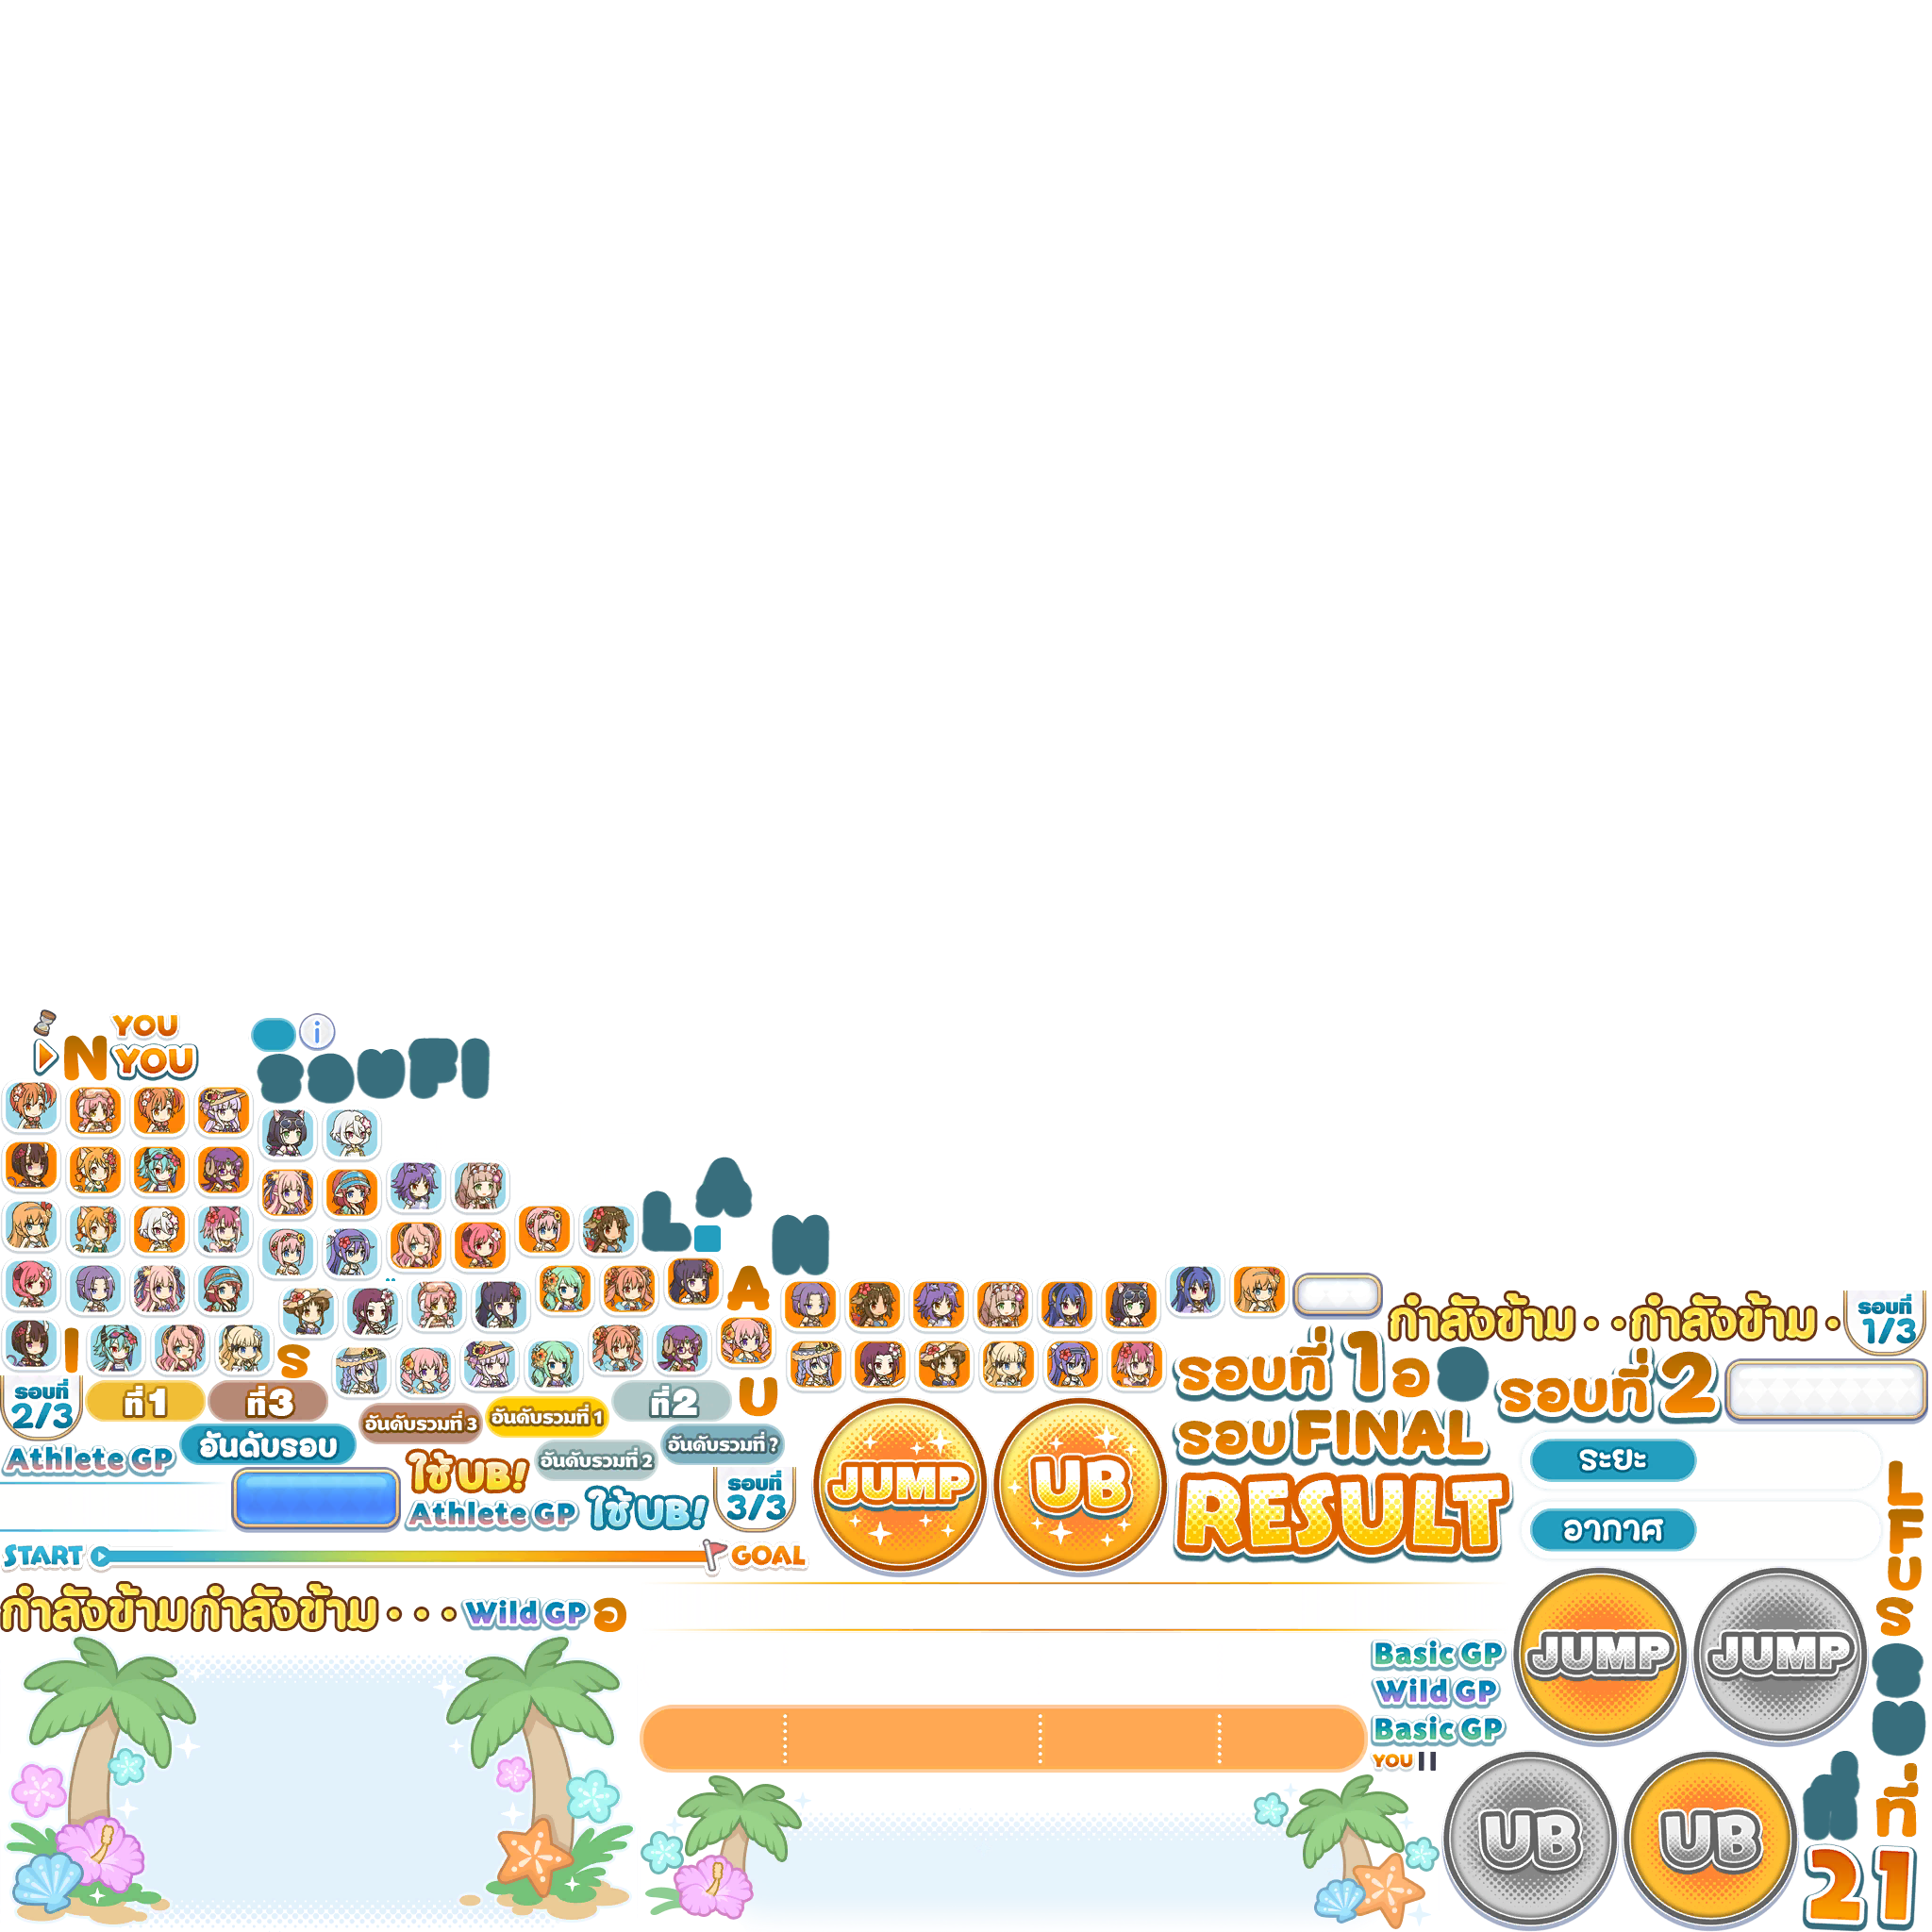 YOU
N YOU
i
S A U F I
L A
N
A
กำลังข้าม · · กำลังข้าม ·
รอบที่ 1/3
I
S
รอบที่ 1 อ
รอบที่ 2
รอบที่ 2/3
ที่ 1
ที่ 3
อันดับรวมที่ 3
อันดับรวมที่ 1
ที่ 2
U
อันดับรอบ
อันดับรวมที่ 2
อันดับรวมที่ ?
รอบ FINAL
Athlete GP
ใช้ UB!
Athlete GP
ใช้ UB!
รอบที่ 3/3
JUMP
UB
RESULT
ระยะ
อากาศ
L
F
U
S
START
GOAL
กำลังข้าม กำลังข้าม · · ·
Wild GP
อ
Basic GP
Wild GP
Basic GP
YOU
JUMP
JUMP
UB
UB
ที่
ที่
2 1